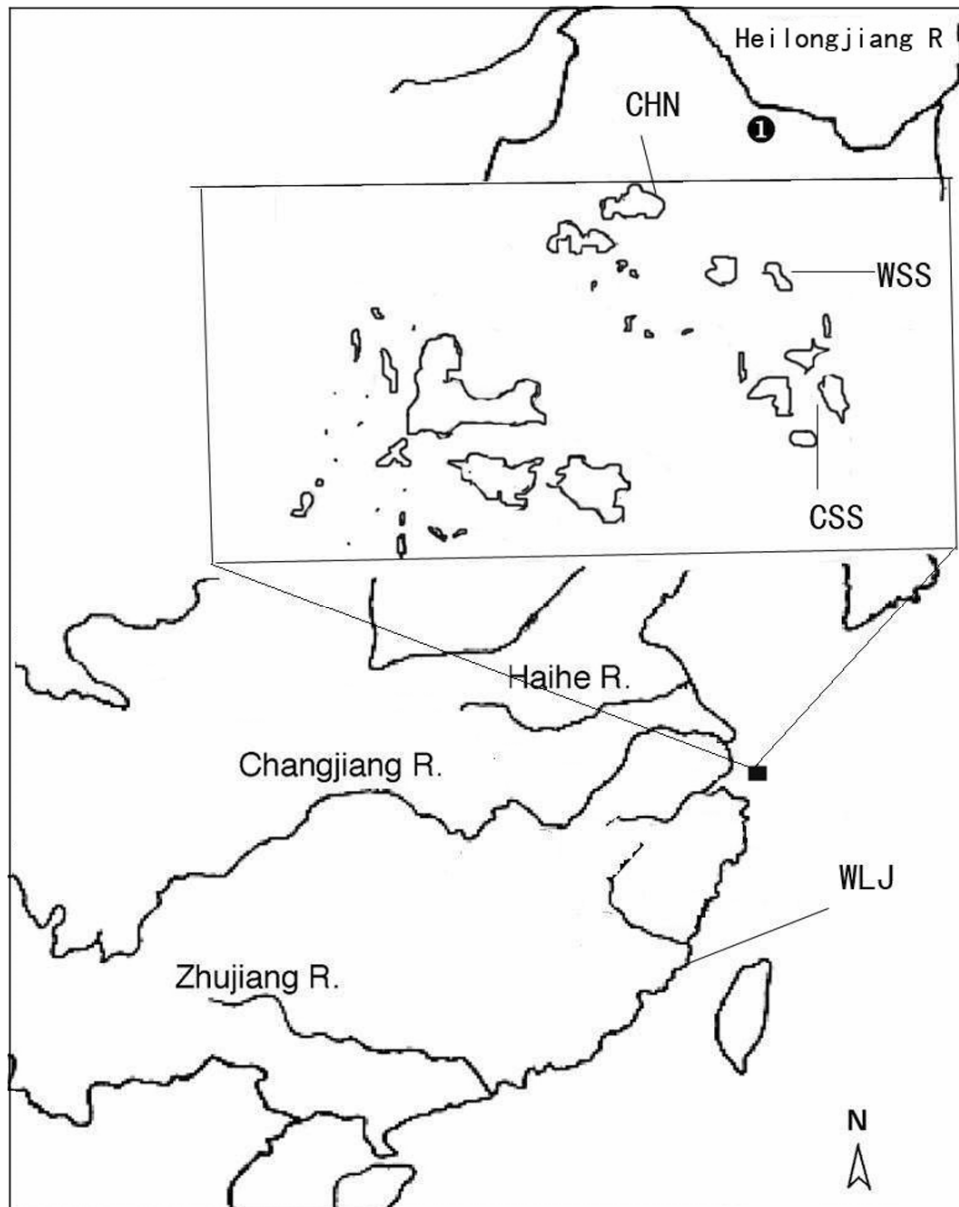 Heilongjiang R
CHN
❶
WSS
CSS
Haihe R.
Changjiang R.
WLJ
Zhujiang R.
N